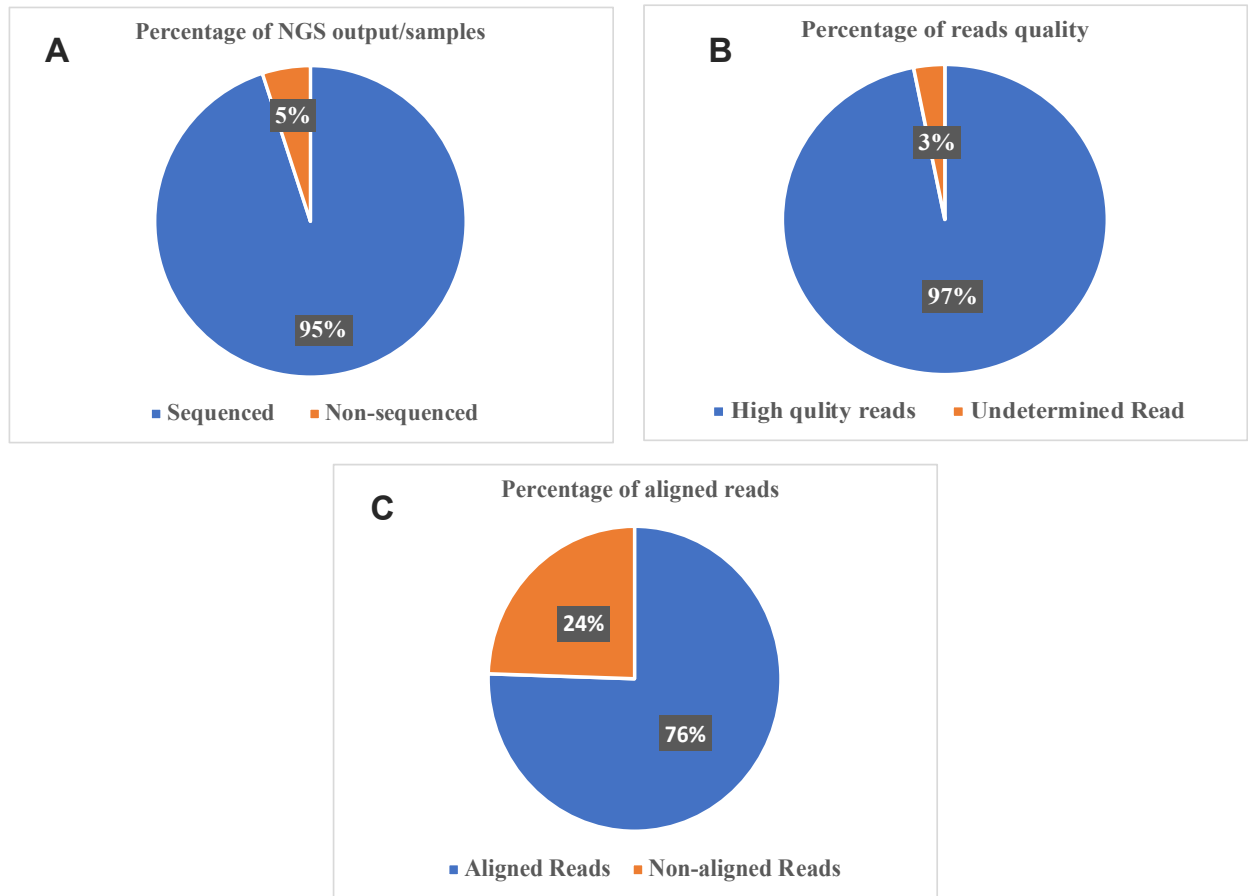 A
Percentage of NGS output/samples
5%
95%
Sequenced Non-sequenced
B
Percentage of reads quality
3%
97%
High qulity reads Undetermined Read
C
Percentage of aligned reads
24%
76%
Aligned Reads Non-aligned Reads